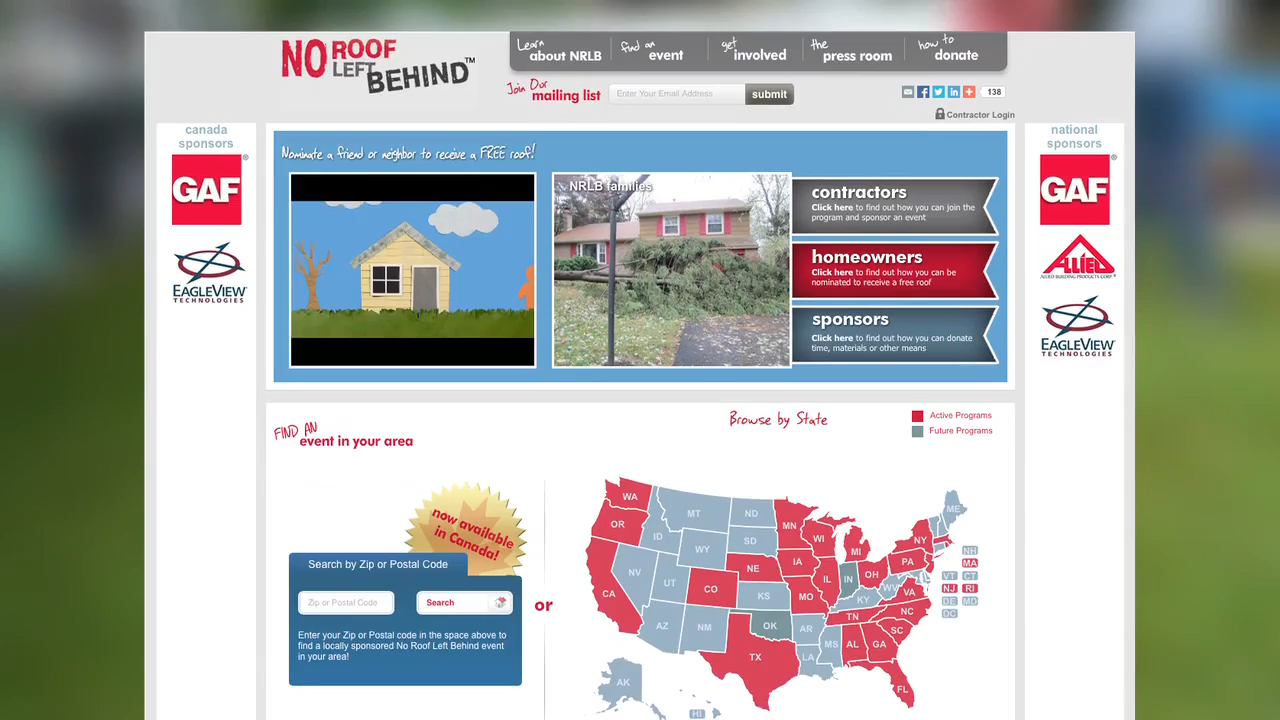 NO ROOF LEFT BEHIND™
Learn about NRLB
find an event
get involved
the press room
how to donate
Join Our mailing list
Enter Your Email Address
submit
138
Contractor Login
canada sponsors
GAF®
EAGLEVIEW TECHNOLOGIES
Nominate a friend or neighbor to receive a FREE roof!
NRLB families
contractors
Click here to find out how you can join the
program and sponsor an event
homeowners
Click here to find out how you can be
nominated to receive a free roof
sponsors
Click here to find out how you can donate
time, materials or other means
national sponsors
GAF®
ALLIED
ALLIED BUILDING PRODUCTS CORP.®
EAGLEVIEW TECHNOLOGIES
FIND AN event in your area
now available
in Canada!
Search by Zip or Postal Code
Zip or Postal Code
Search
Enter your Zip or Postal code in the space above to
find a locally sponsored No Roof Left Behind event
in your area!
or
Browse by State
Active Programs
Future Programs
WA
OR
CA
NV
ID
MT
WY
UT
AZ
CO
NM
ND
SD
NE
KS
OK
TX
MN
IA
MO
AR
LA
WI
IL
MS
MI
IN
KY
TN
AL
OH
WV
GA
FL
SC
NC
VA
PA
NY
ME
NH
MA
VT
CT
NJ
RI
DE
MD
DC
AK
HI